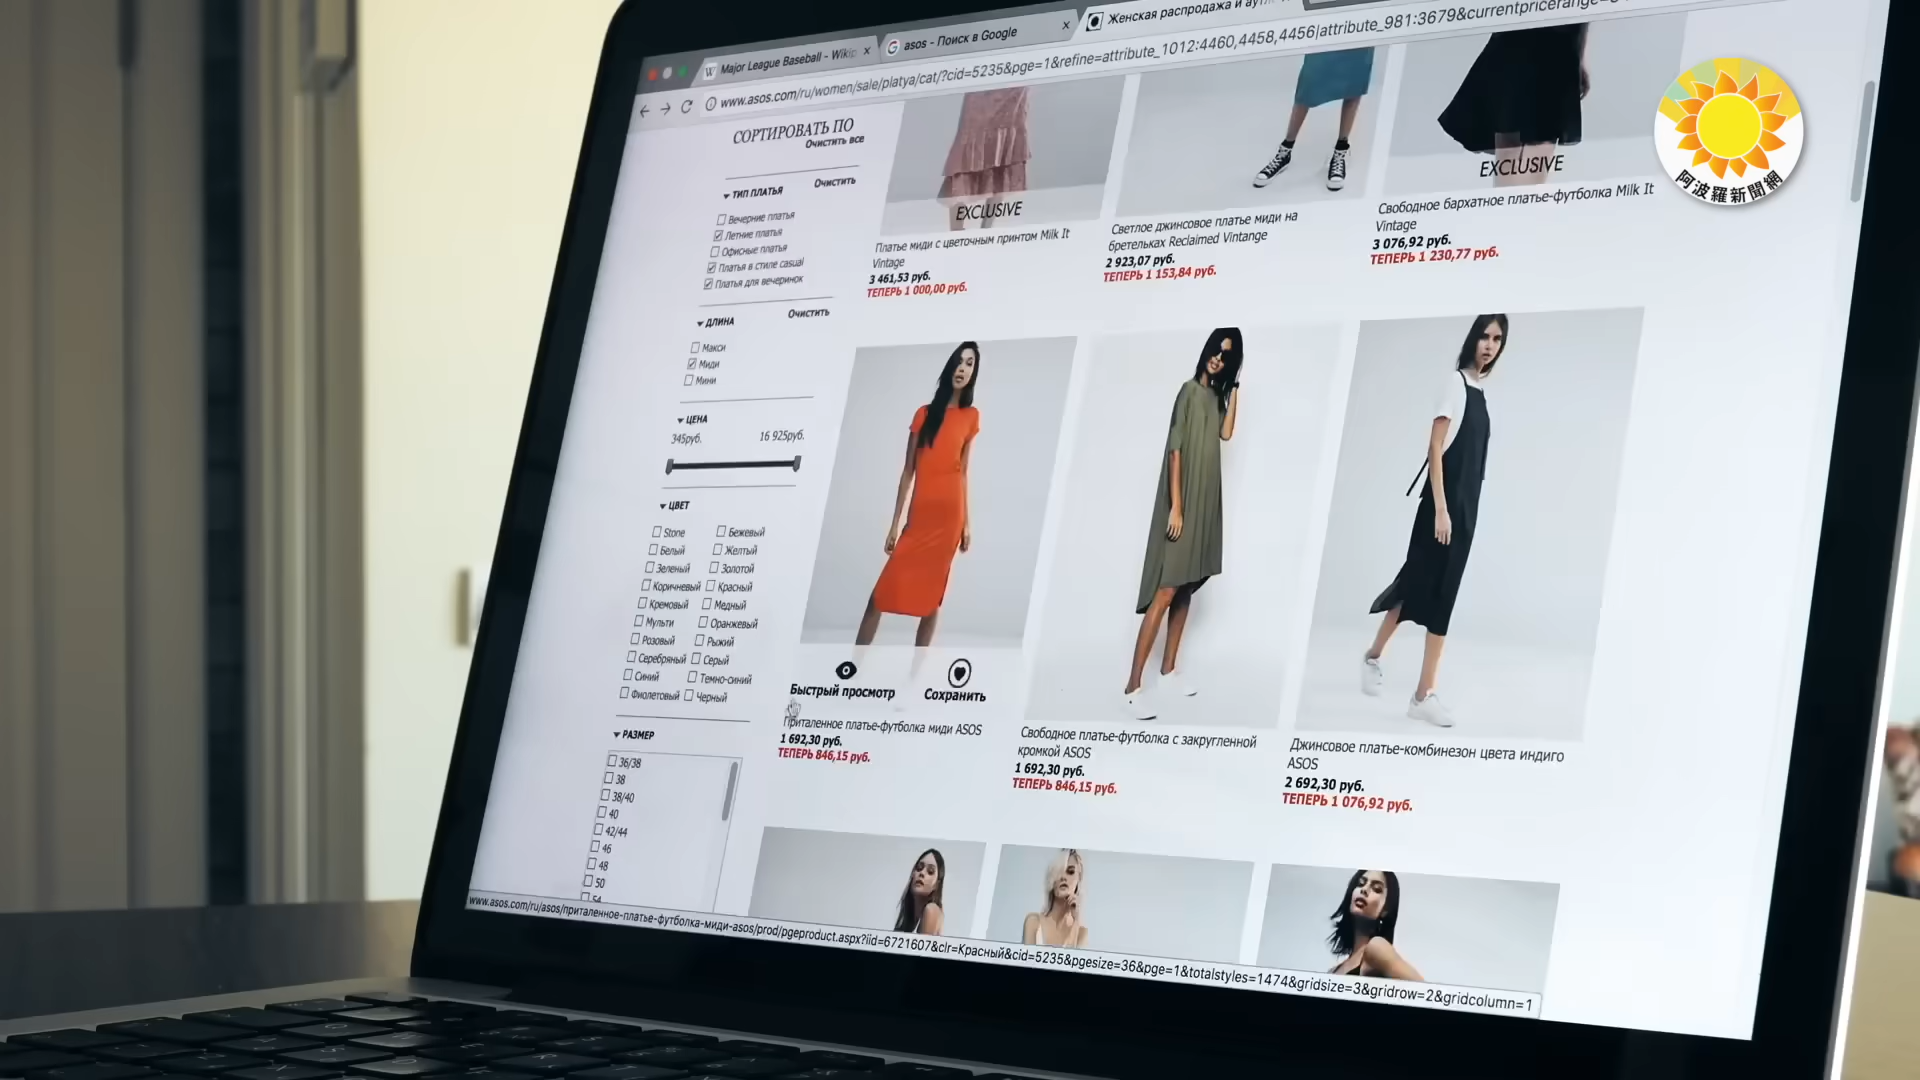 Major League Baseball - Wikip
asos - Поиск в Google
Женская распродажа и
www.asos.com/ru/women/sale/platya/cat/?cid=5235&pge=1&refine=attribute_1012:4460,4458,4456|attribute_981:3679&currentpricerange=
阿波羅新聞網
СОРТИРОВАТЬ ПО
Очистить все
ТИП ПЛАТЬЯ
Очистить
Вечерние платья
Летние платья
Офисные платья
Платья в стиле casual
Платья для вечеринок
ДЛИНА
Очистить
Макси
Миди
Мини
ЦЕНА
345руб.
16 925руб.
ЦВЕТ
Stone
Бежевый
Белый
Желтый
Зеленый
Золотой
Коричневый
Красный
Кремовый
Медный
Мульти
Оранжевый
Розовый
Рыжий
Серебряный
Серый
Синий
Темно-синий
Фиолетовый
Черный
РАЗМЕР
36/38
38
38/40
40
42/44
46
48
50
54
EXCLUSIVE
Платье миди с цветочным принтом Milk It
Vintage
3 461,53 руб.
ТЕПЕРЬ 1 000,00 руб.
Светлое джинсовое платье миди на
бретельках Reclaimed Vintange
2 923,07 руб.
ТЕПЕРЬ 1 153,84 руб.
EXCLUSIVE
Свободное бархатное платье-футболка Milk It
Vintage
3 076,92 руб.
ТЕПЕРЬ 1 230,77 руб.
Быстрый просмотр
Сохранить
Приталенное платье-футболка миди ASOS
1 692,30 руб.
ТЕПЕРЬ 846,15 руб.
Свободное платье-футболка с закругленной
кромкой ASOS
1 692,30 руб.
ТЕПЕРЬ 846,15 руб.
Джинсовое платье-комбинезон цвета индиго
ASOS
2 692,30 руб.
ТЕПЕРЬ 1 076,92 руб.
www.asos.com/ru/asos/приталенное-платье-футболка-миди-asos/prod/pgeproduct.aspx?iid=6721607&clr=Красный&cid=5235&pgesize=36&pge=1&totalstyles=1474&gridsize=3&gridrow=2&gridcolumn=1